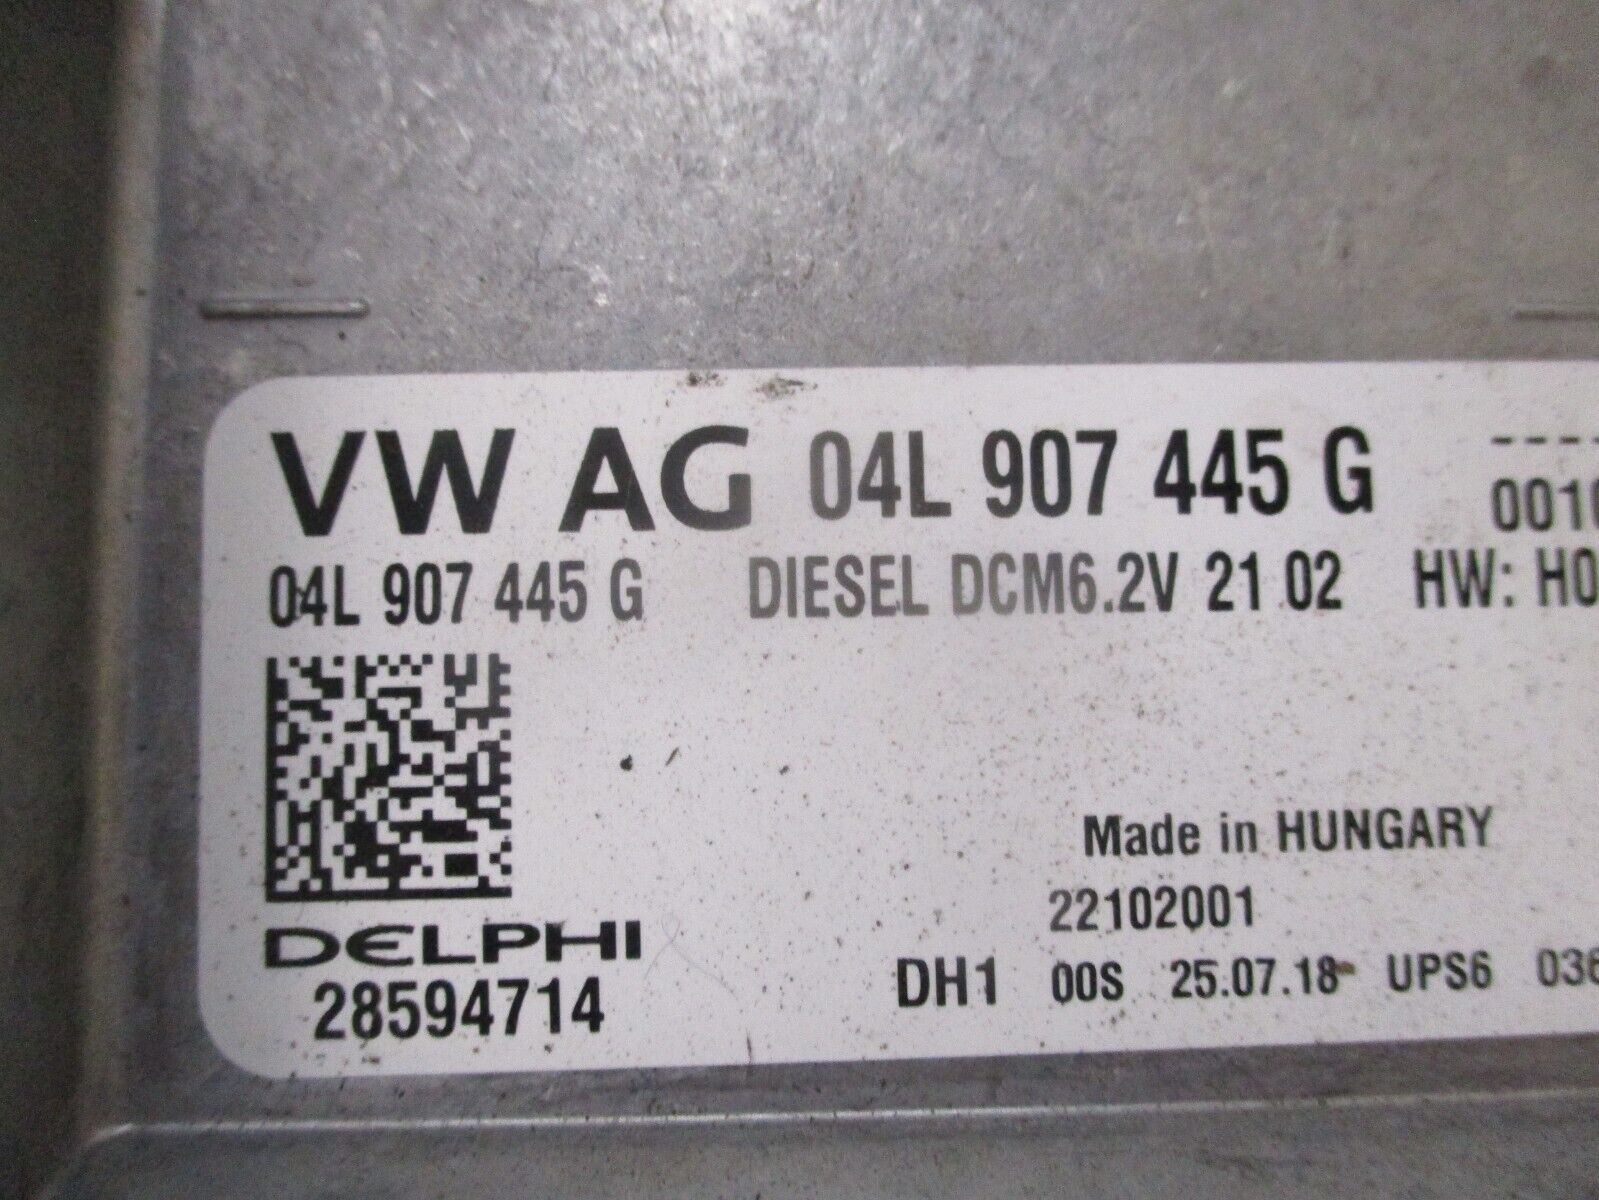 VW AG 04L 907 445 G ----
04L 907 445 G DIESEL DCM6.2V 21 02 HW: H0
Made in HUNGARY
22102001
DELPHI
28594714
DH1 00S 25.07.18 UPS6